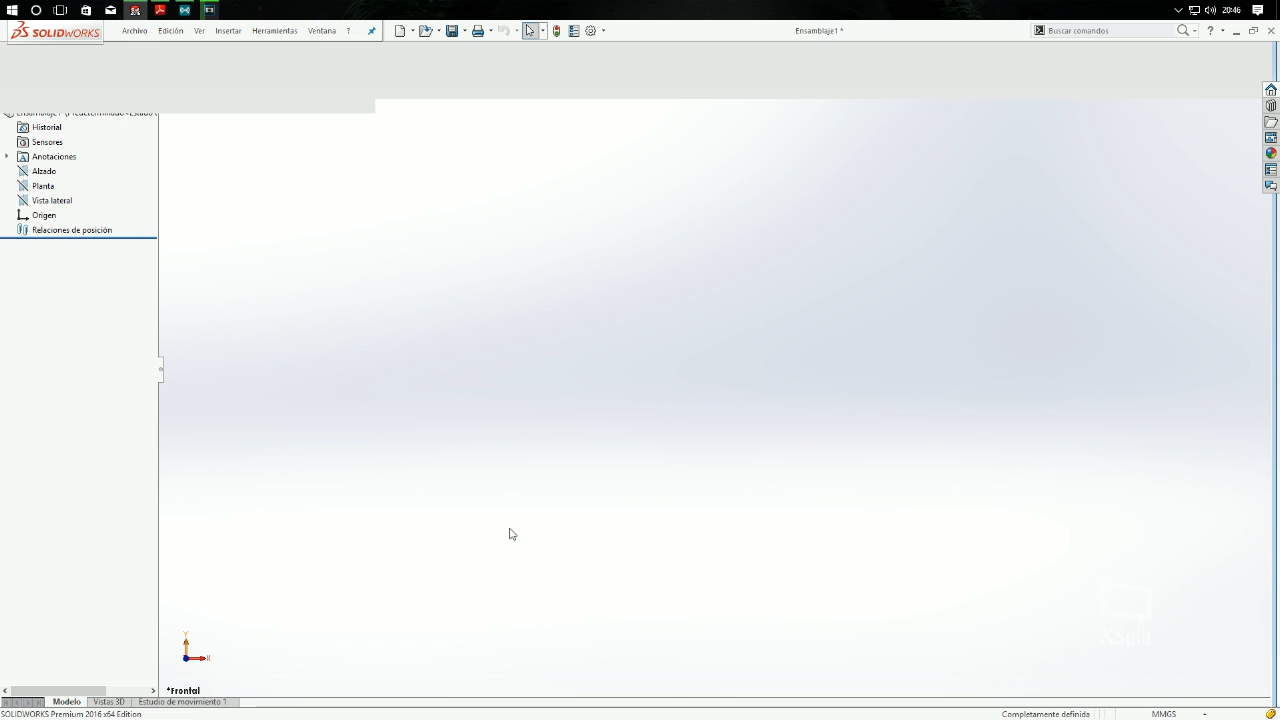 20:46
SOLIDWORKS Archivo Edición Ver Insertar Herramientas Ventana ? Ensamblaje1 * Buscar comandos ?
Historial
Sensores
Anotaciones
Alzado
Planta
Vista lateral
Origen
Relaciones de posición
XSplit
Y
X
*Frontal
Modelo Vistas 3D Estudio de movimiento 1
SOLIDWORKS Premium 2016 x64 Edition Completamente definida MMGS -